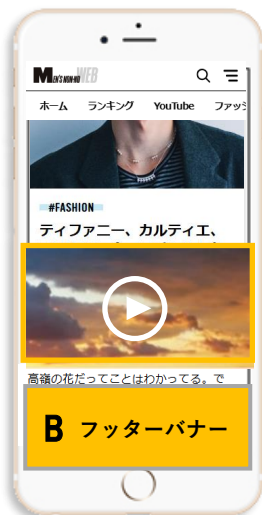 MEN'S NON-NO WEB
ホーム ランキング YouTube ファッシ
#FASHION
ティファニー、カルティエ、
高嶺の花だってことはわかってる。で
B フッターバナー